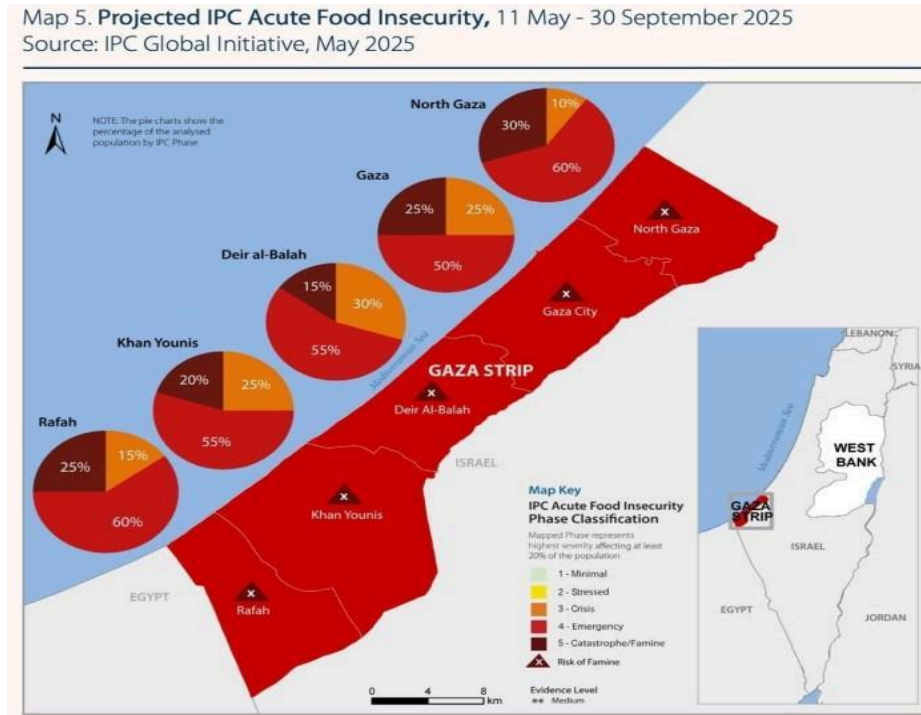 Map 5. Projected IPC Acute Food Insecurity, 11 May - 30 September 2025
Source: IPC Global Initiative, May 2025
N
NOTE: The pie charts show the
percentage of the analysed
population by IPC Phase
North Gaza
30%
10%
60%
Gaza
25%
25%
50%
Deir al-Balah
15%
30%
55%
Khan Younis
20%
25%
55%
Rafah
25%
15%
60%
North Gaza
Gaza City
Mediterranean Sea
GAZA STRIP
Deir Al-Balah
ISRAEL
Khan Younis
EGYPT
Rafah
0 4 8
km
Map Key
IPC Acute Food Insecurity
Phase Classification
Mapped Phase represents
highest severity affecting at least
20% of the population
1 - Minimal
2 - Stressed
3 - Crisis
4 - Emergency
5 - Catastrophe/Famine
Risk of Famine
Evidence Level
** Medium
LEBANON
SYRIA
Mediterranean Sea
WEST
BANK
GAZA
STRIP
ISRAEL
EGYPT
JORDAN